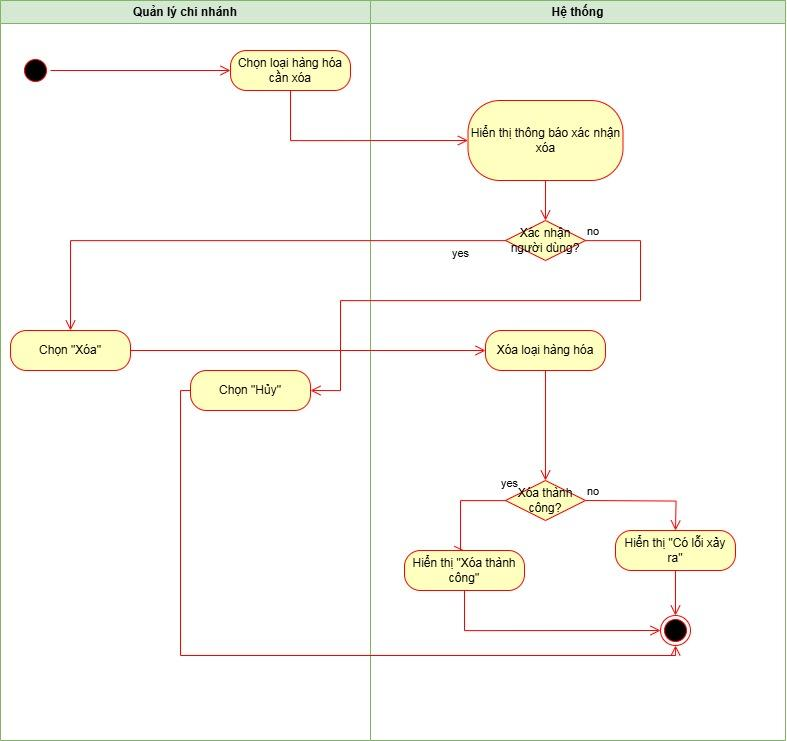 Quản lý chi nhánh
Hệ thống
Chọn loại hàng hóa
cần xóa
Hiển thị thông báo xác nhận
xóa
Xác nhận
người dùng?
no
yes
Chọn "Xóa"
Xóa loại hàng hóa
Chọn "Hủy"
yes
Xóa thành
công?
no
Hiển thị "Có lỗi xảy
ra"
Hiển thị "Xóa thành
công"